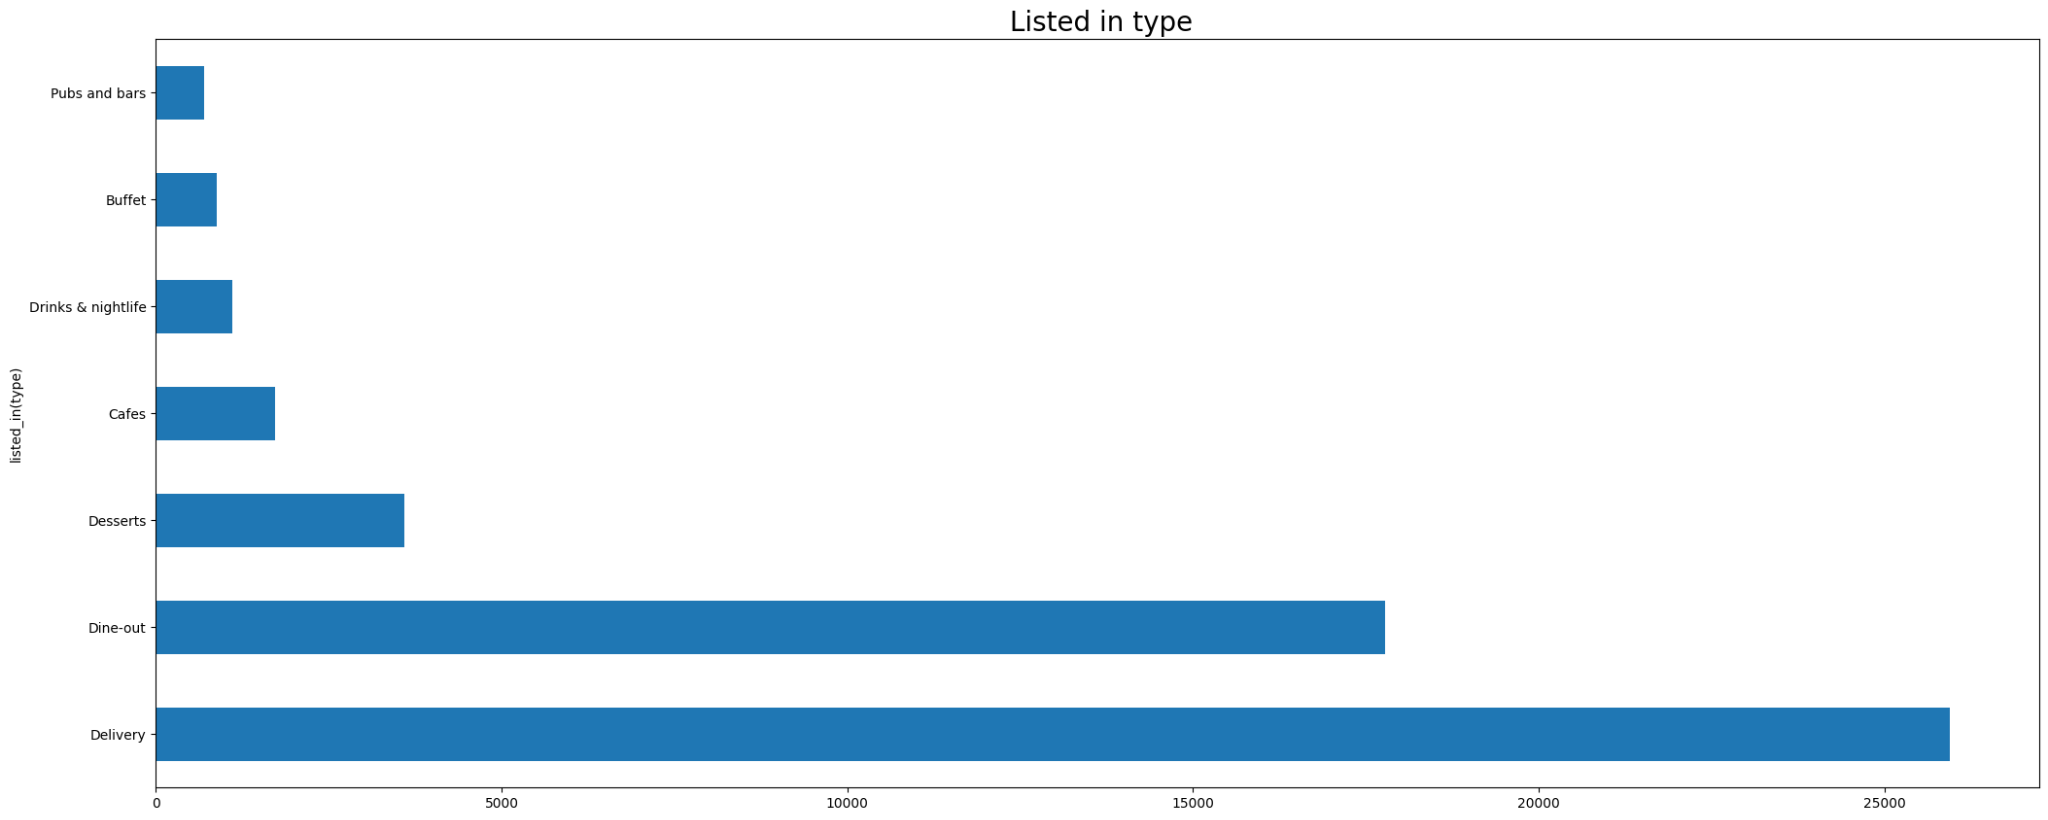 Listed in type
Pubs and bars
Buffet
Drinks & nightlife
Cafes
Desserts
Dine-out
Delivery
listed_in(type)
0 5000 10000 15000 20000 25000